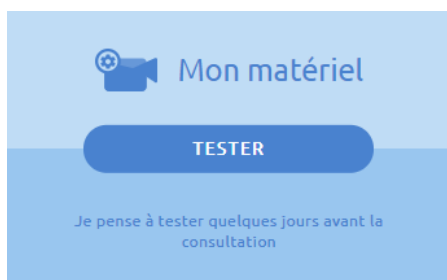 Mon matériel
TESTER
Je pense à tester quelques jours avant la
consultation